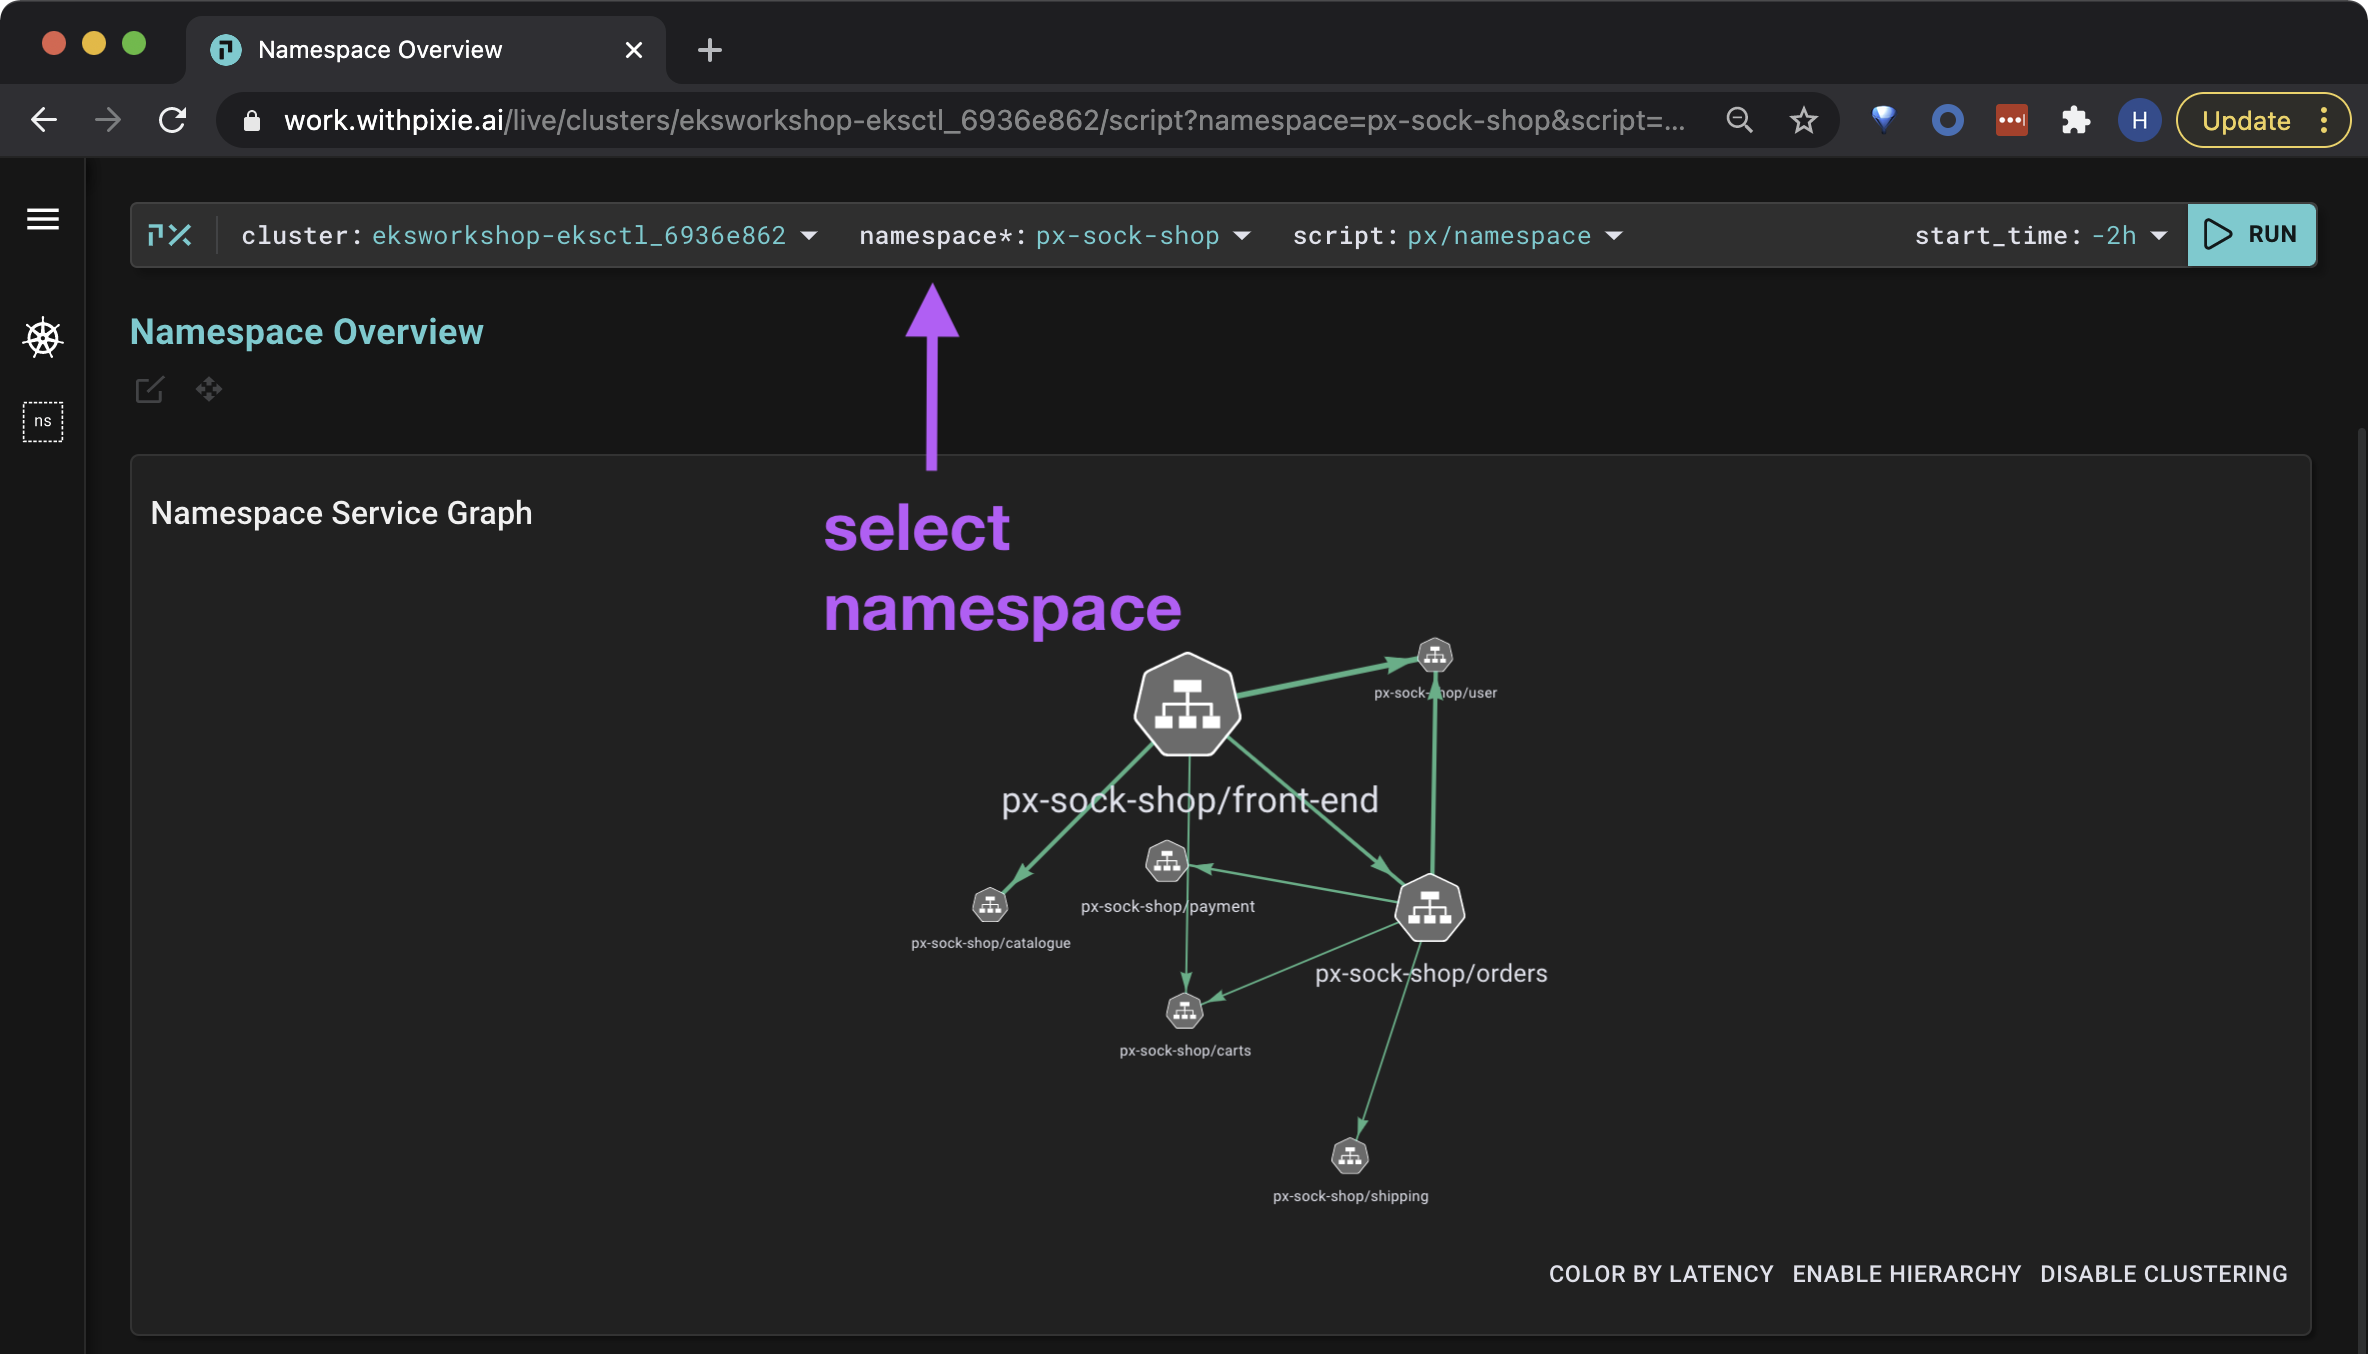 Namespace Overview
work.withpixie.ai/live/clusters/eksworkshop-eksctl_6936e862/script?namespace=px-sock-shop&script=...
H
Update
cluster: eksworkshop-eksctl_6936e862 namespace*: px-sock-shop script: px/namespace start_time: -2h RUN
Namespace Overview
ns
Namespace Service Graph
select
namespace
px-sock-shop/user
px-sock-shop/front-end
px-sock-shop/payment
px-sock-shop/catalogue
px-sock-shop/orders
px-sock-shop/carts
px-sock-shop/shipping
COLOR BY LATENCY ENABLE HIERARCHY DISABLE CLUSTERING